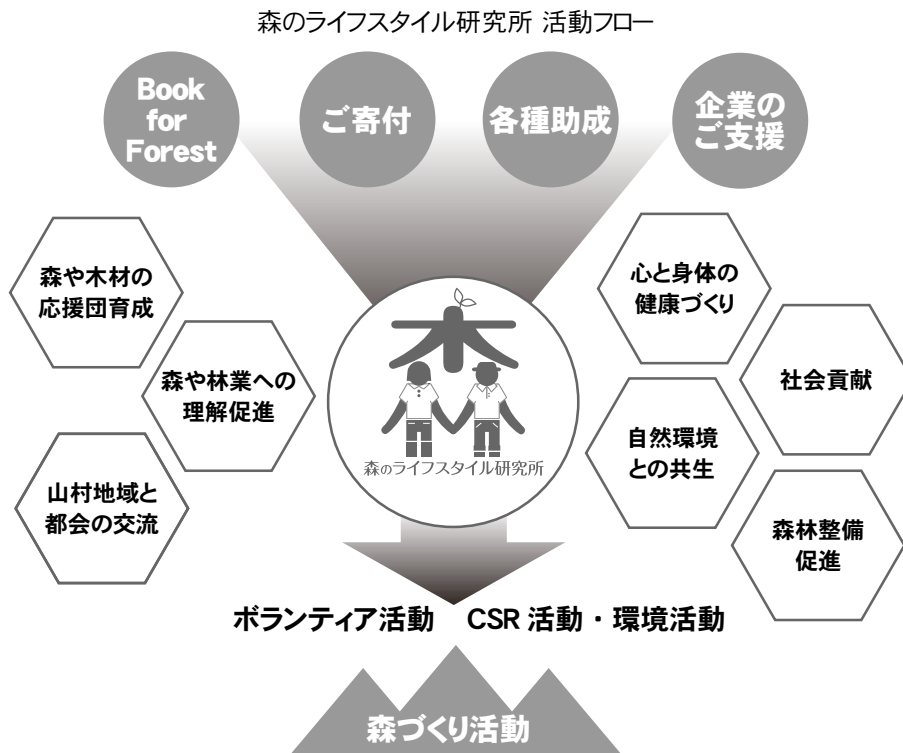 森のライフスタイル研究所 活動フロー
Book
for
Forest
ご寄付
各種助成
企業の
ご支援
森や木材の
応援団育成
森や林業への
理解促進
山村地域と
都会の交流
森のライフスタイル研究所
心と身体の
健康づくり
社会貢献
自然環境
との共生
森林整備
促進
ボランティア活動 CSR 活動・環境活動
森づくり活動